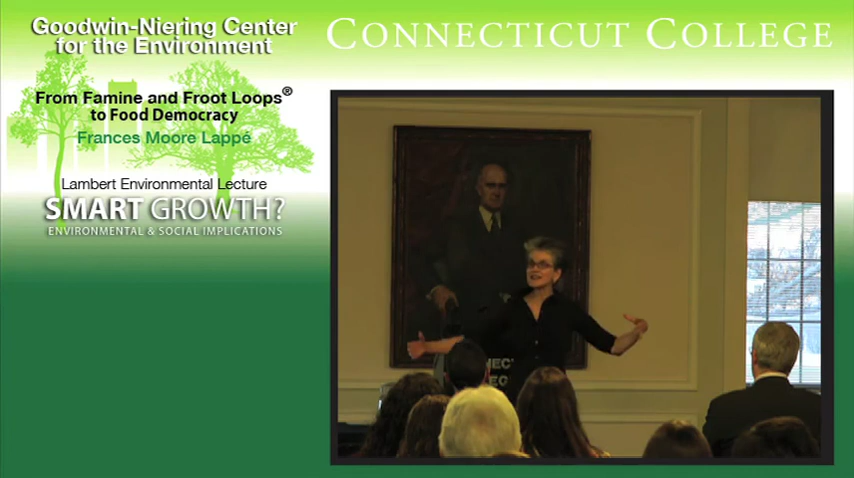 Goodwin-Niering Center
for the Environment
CONNECTICUT COLLEGE
From Famine and Froot Loops®
to Food Democracy
Frances Moore Lappé
Lambert Environmental Lecture
SMART GROWTH?
ENVIRONMENTAL & SOCIAL IMPLICATIONS